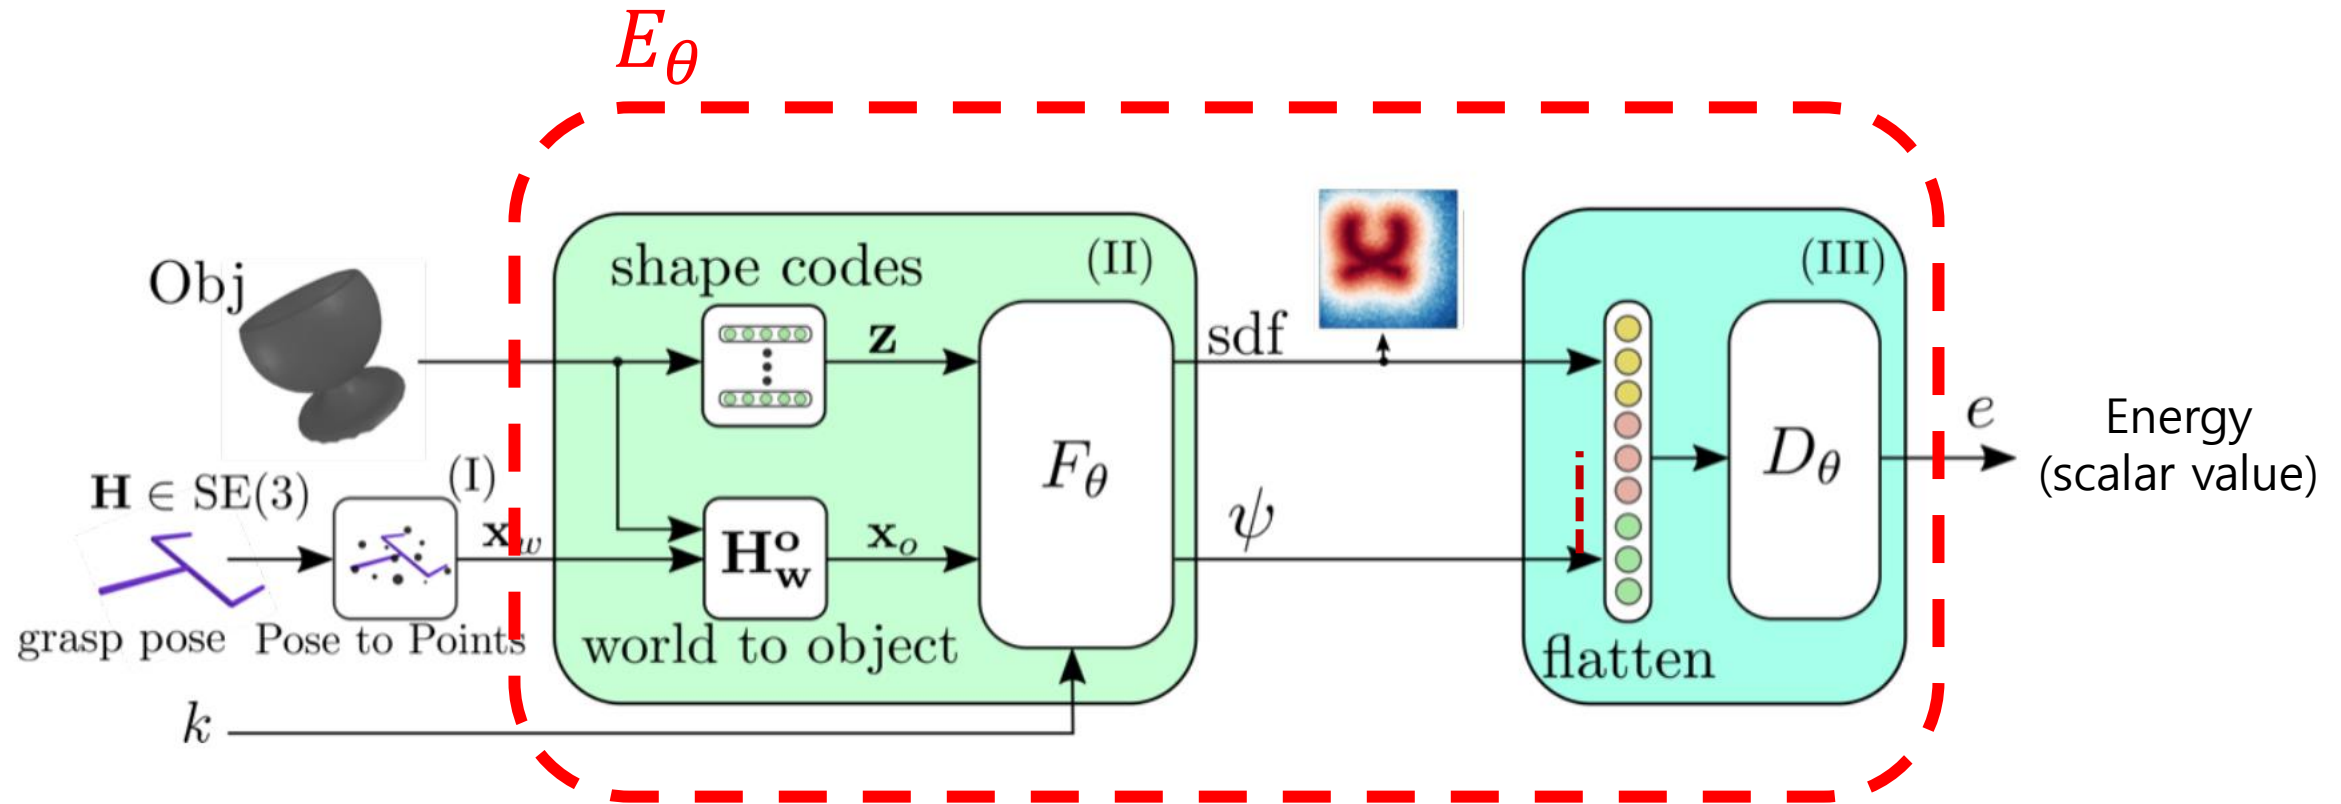 E_θ
Obj
shape codes
(II)
z
sdf
(III)
H ∈ SE(3)
(I)
x_w
H_w^o
x_o
F_θ
ψ
D_θ
e
Energy
(scalar value)
grasp pose
Pose to Points
world to object
flatten
k